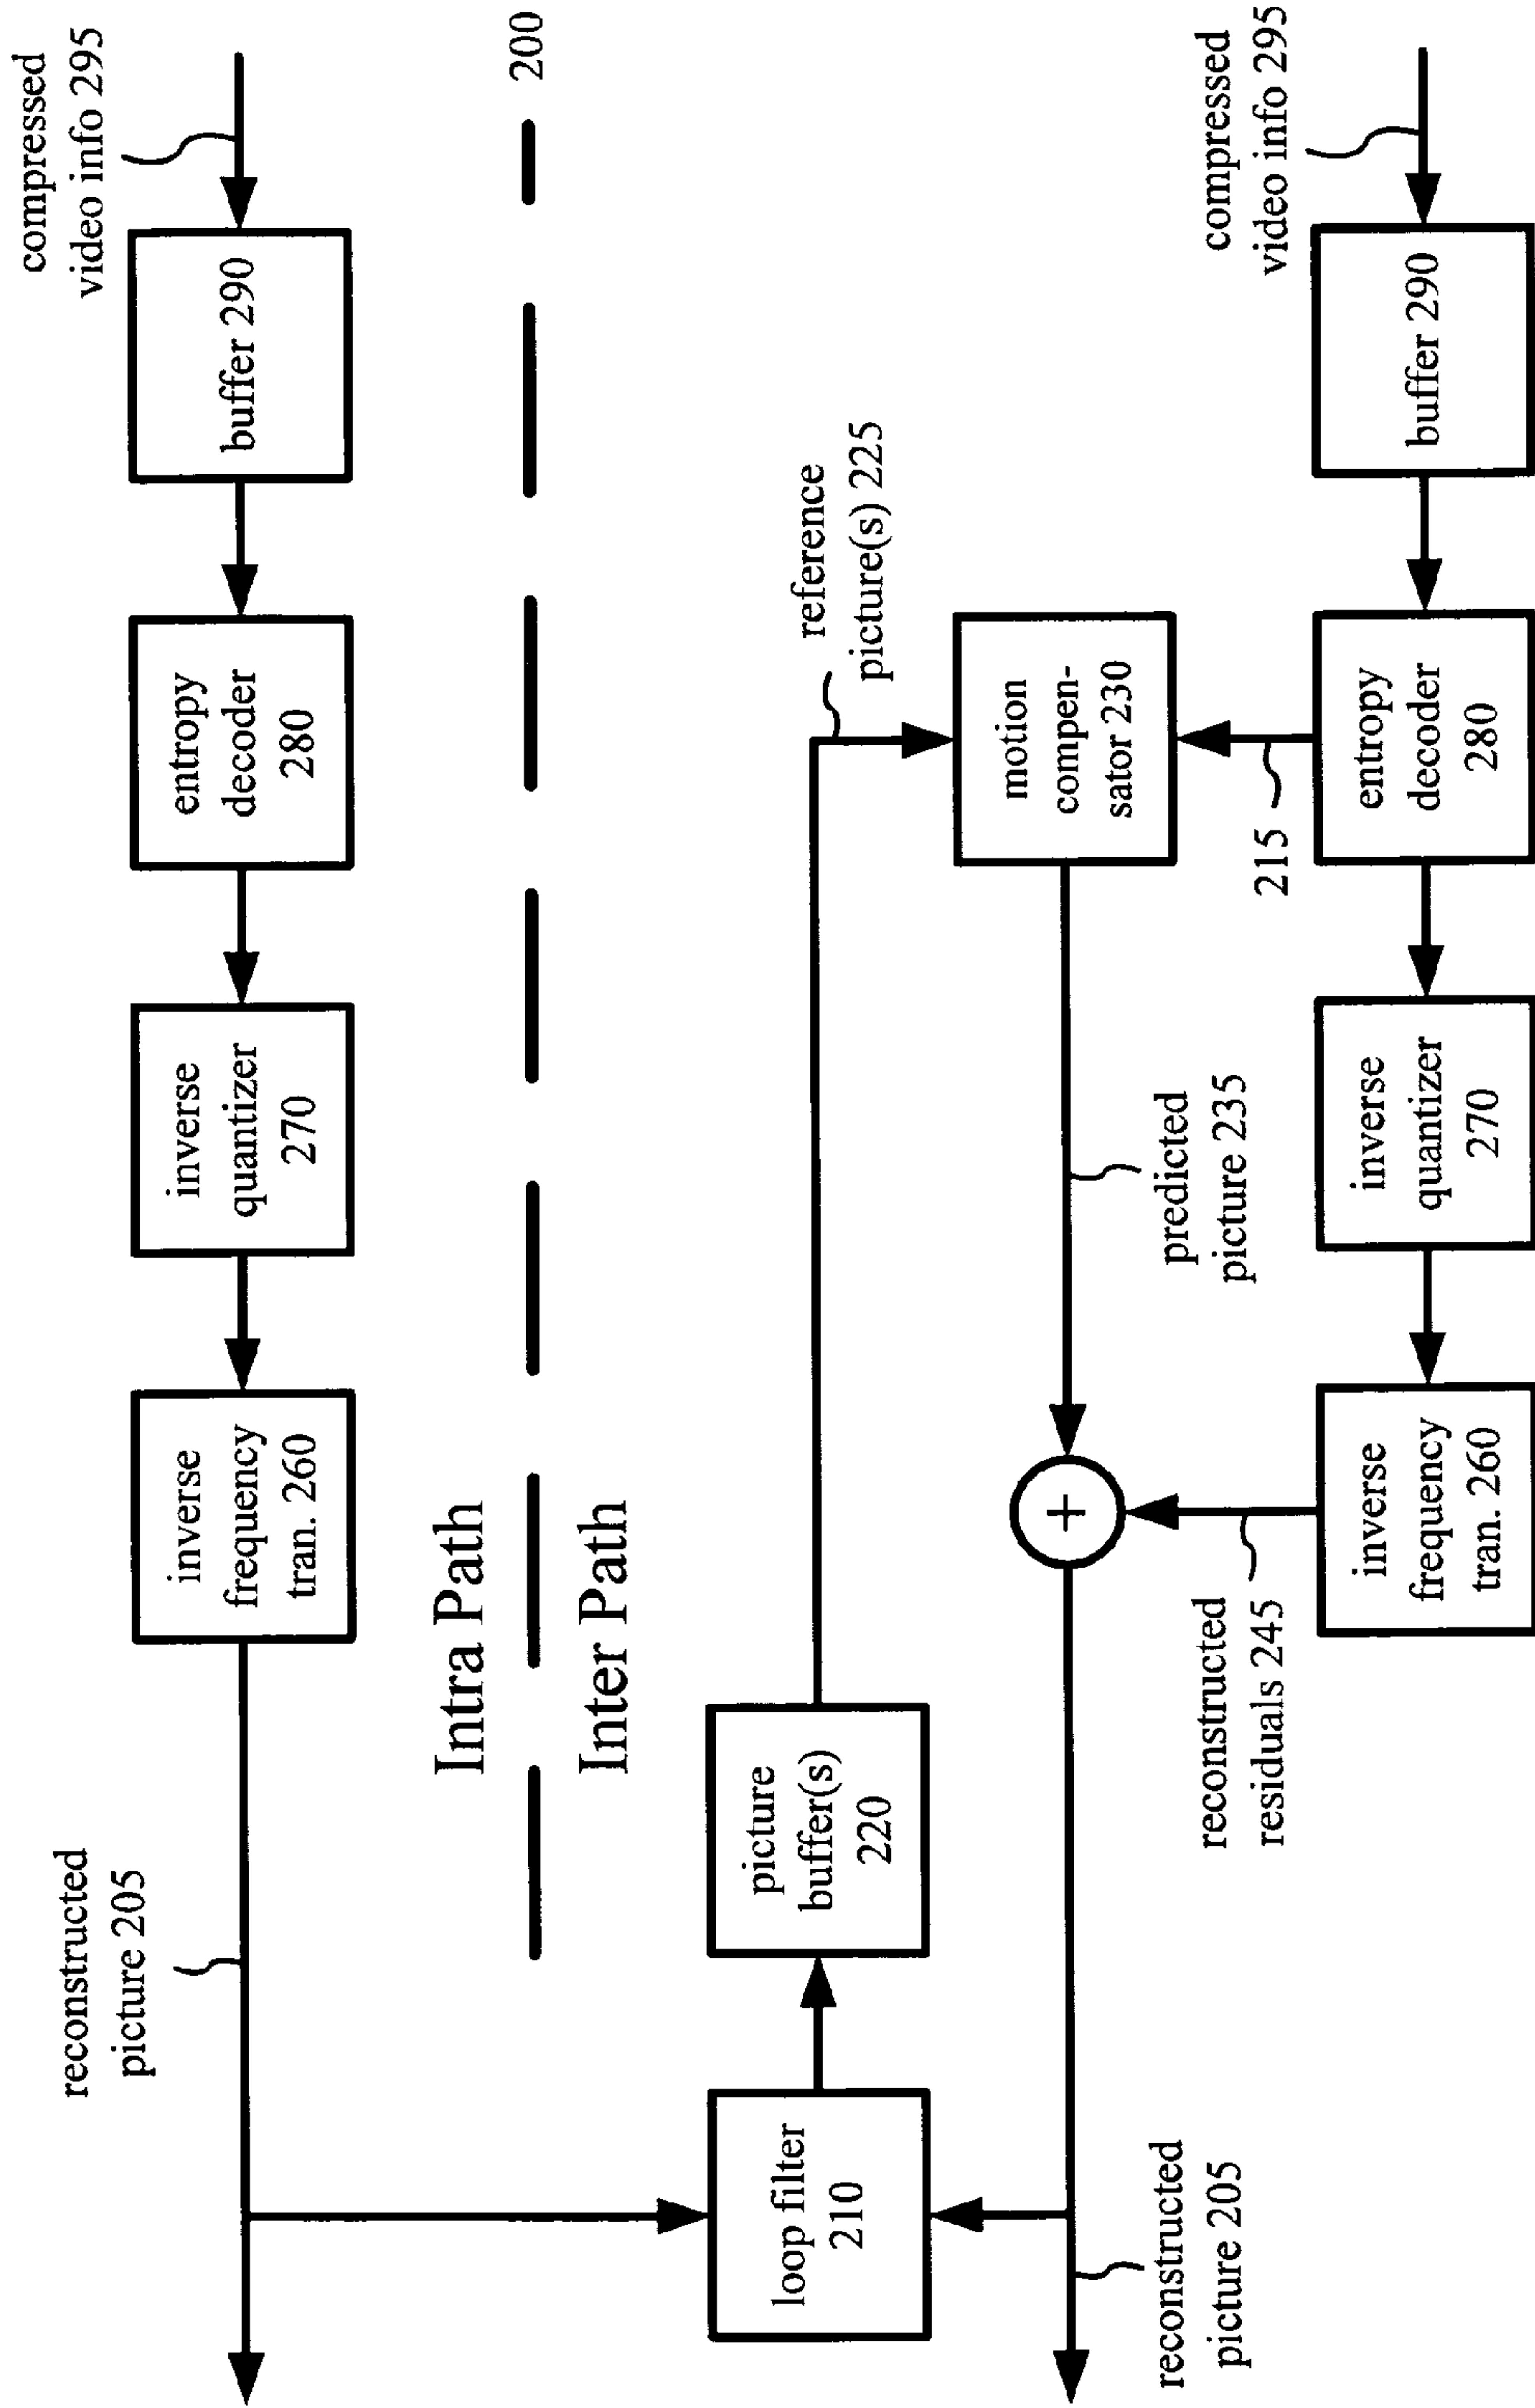 compressed
video info 295
buffer 290
entropy
decoder
280
inverse
quantizer
270
inverse
frequency
tran. 260
reconstructed
picture 205
200
Intra Path
Inter Path
reference
picture(s) 225
picture
buffer(s)
220
loop filter
210
motion
compen-
sator 230
predicted
picture 235
+
reconstructed
picture 205
215
reconstructed
residuals 245
compressed
video info 295
buffer 290
entropy
decoder
280
inverse
quantizer
270
inverse
frequency
tran. 260